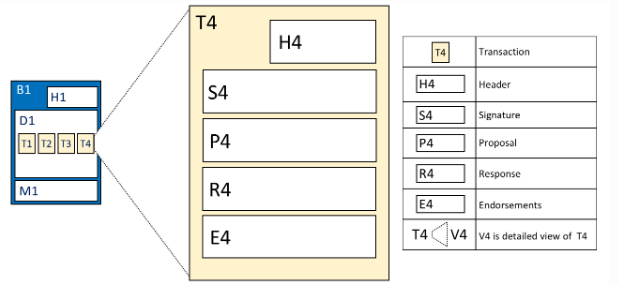 B1
H1
D1
T1 T2 T3 T4
M1
T4
H4
S4
P4
R4
E4
T4 Transaction
H4 Header
S4 Signature
P4 Proposal
R4 Response
E4 Endorsements
T4 V4 V4 is detailed view of T4